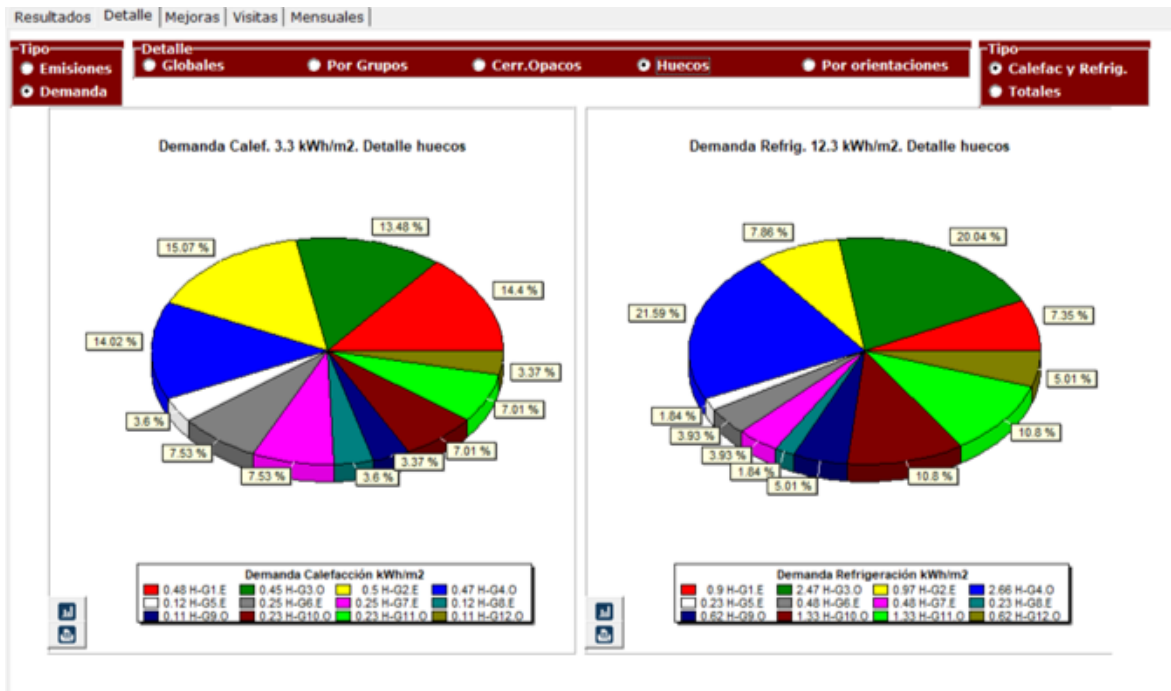 Resultados Detalle Mejoras Visitas Mensuales
Tipo Detalle Tipo
Emisiones Globales Por Grupos Cerr.Opacos Huecos Por orientaciones Calefac y Refrig.
Demanda Totales
Demanda Calef. 3.3 kWh/m2. Detalle huecos
13.48 %
15.07 %
14.4 %
14.02 %
3.37 %
3.6 %
7.01 %
7.53 %
3.37 %
7.01 %
7.53 %
3.6 %
Demanda Calefacción kWh/m2
0.48 H-G1.E 0.45 H-G3.O 0.5 H-G2.E 0.47 H-G4.O
0.12 H-G5.E 0.25 H-G6.E 0.25 H-G7.E 0.12 H-G8.E
0.11 H-G9.O 0.23 H-G10.O 0.23 H-G11.O 0.11 H-G12.O
Demanda Refrig. 12.3 kWh/m2. Detalle huecos
7.86 %
20.04 %
21.59 %
7.35 %
5.01 %
1.84 %
3.93 %
10.8 %
3.93 %
1.84 %
5.01 %
10.8 %
Demanda Refrigeración kWh/m2
0.9 H-G1.E 2.47 H-G3.O 0.97 H-G2.E 2.66 H-G4.O
0.23 H-G5.E 0.48 H-G6.E 0.48 H-G7.E 0.23 H-G8.E
0.62 H-G9.O 1.33 H-G10.O 1.33 H-G11.O 0.62 H-G12.O